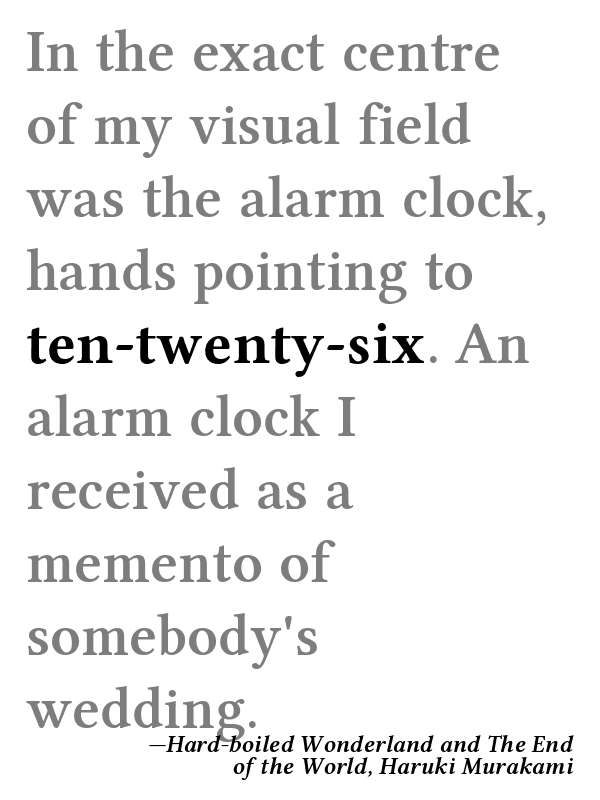 In the exact centre
of my visual field
was the alarm clock,
hands pointing to
ten-twenty-six. An
alarm clock I
received as a
memento of
somebody's
wedding.
—Hard-boiled Wonderland and The End
of the World, Haruki Murakami